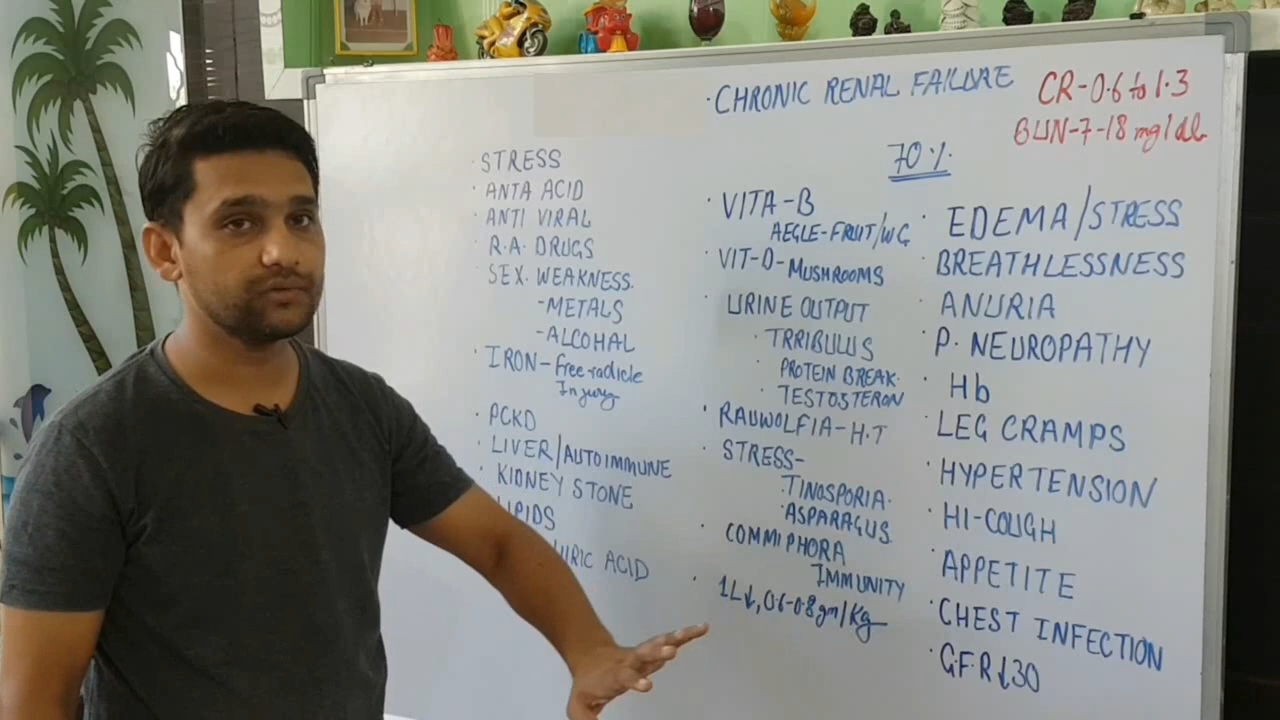 · CHRONIC RENAL FAILURE
CR-0.6 to 1.3
BUN-7-18 mg/dL
70%.
· STRESS
· ANTA ACID
· ANTI VIRAL
· R.A. DRUGS
· SEX. WEAKNESS.
-METALS
-ALCOHAL
· IRON-free-radicle
Injury
· PCKD
· LIVER/AUTOIMMUNE
· KIDNEY STONE
LIPIDS
URIC ACID
· VITA-B
AEGLE-FRUIT/WG
· VIT-D-MUSHROOMS
· URINE OUTPUT
· TRRIBULUS
· PROTEIN BREAK.
· TESTOSTERON
· RAUWOLFIA-H.T
· STRESS-
· TINOSPORIA.
· ASPARAGUS.
· COMMIPHORA
IMMUNITY
· 1L↓, 0.6-0.8gm/Kg
· EDEMA/STRESS
· BREATHLESSNESS
· ANURIA
· P. NEUROPATHY
· Hb
· LEG CRAMPS
· HYPERTENSION
· HI-COUGH
· APPETITE
· CHEST INFECTION
· G.F.R↓30